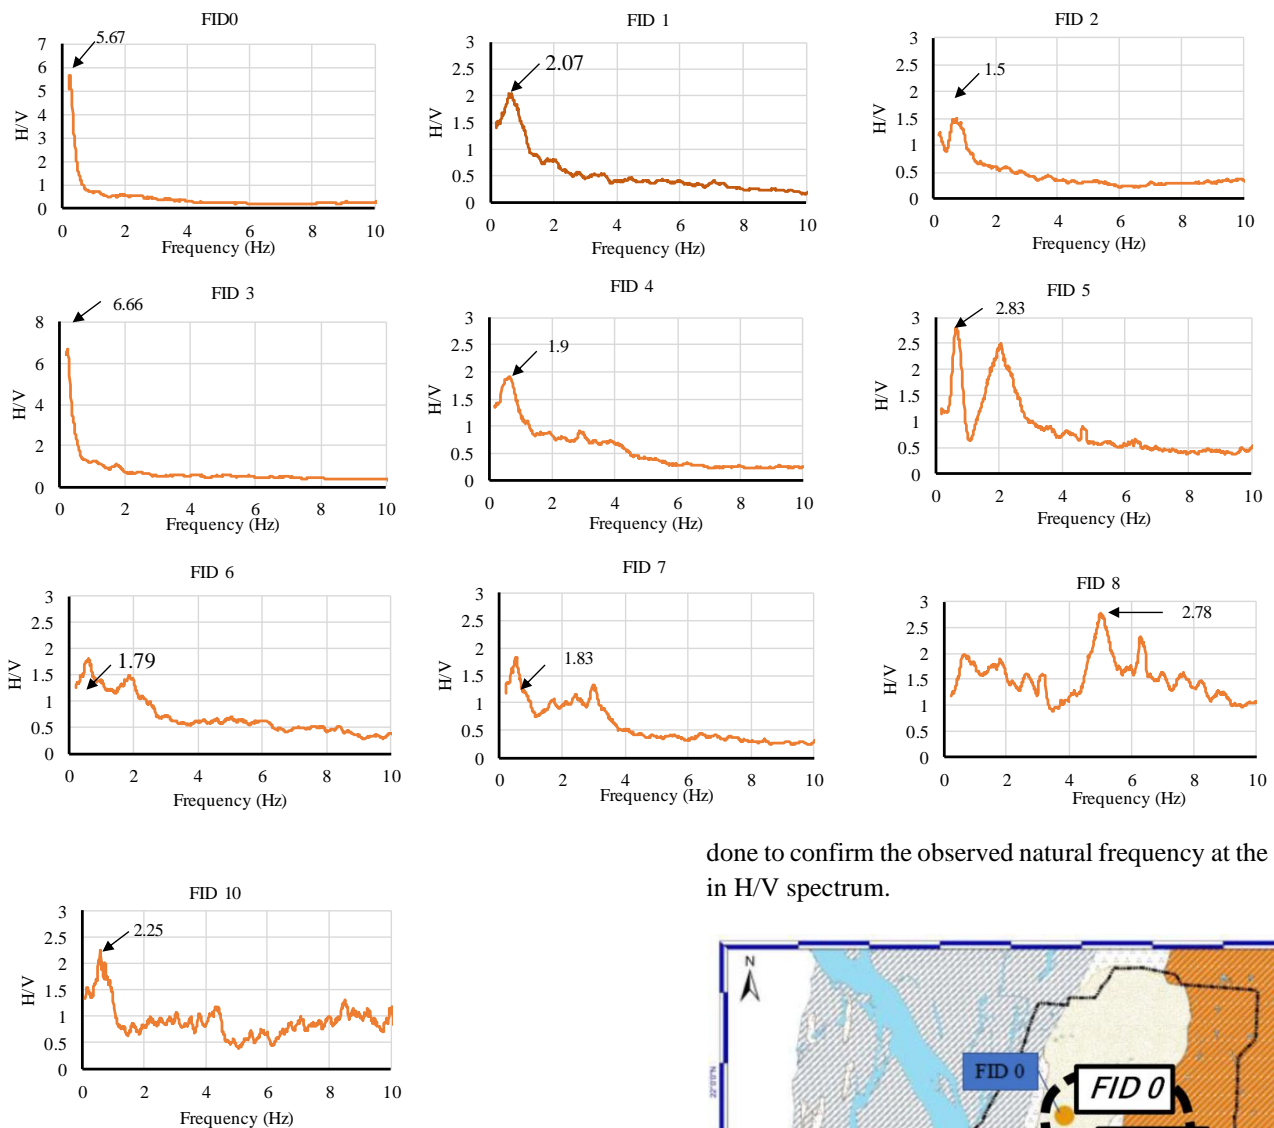 FID0
5.67
7
6
5
4
3
2
1
0
H/V
0 2 4 6 8 10
Frequency (Hz)
FID 1
2.07
3
2.5
2
1.5
1
0.5
0
H/V
0 2 4 6 8 10
Frequency (Hz)
FID 2
1.5
3
2.5
2
1.5
1
0.5
0
H/V
0 2 4 6 8 10
Frequency (Hz)
FID 3
6.66
8
6
4
2
0
H/V
0 2 4 6 8 10
Frequency (Hz)
FID 4
1.9
3
2.5
2
1.5
1
0.5
0
H/V
0 2 4 6 8 10
Frequency (Hz)
FID 5
2.83
3
2.5
2
1.5
1
0.5
0
H/V
0 2 4 6 8 10
Frequency (Hz)
FID 6
1.79
3
2.5
2
1.5
1
0.5
0
H/V
0 2 4 6 8 10
Frequency (Hz)
FID 7
1.83
3
2.5
2
1.5
1
0.5
0
H/V
0 2 4 6 8 10
Frequency (Hz)
FID 8
2.78
3
2.5
2
1.5
1
0.5
0
H/V
0 2 4 6 8 10
Frequency (Hz)
FID 10
2.25
3
2.5
2
1.5
1
0.5
0
H/V
0 2 4 6 8 10
Frequency (Hz)
done to confirm the observed natural frequency at the
in H/V spectrum.
N
FID 0
FID 0